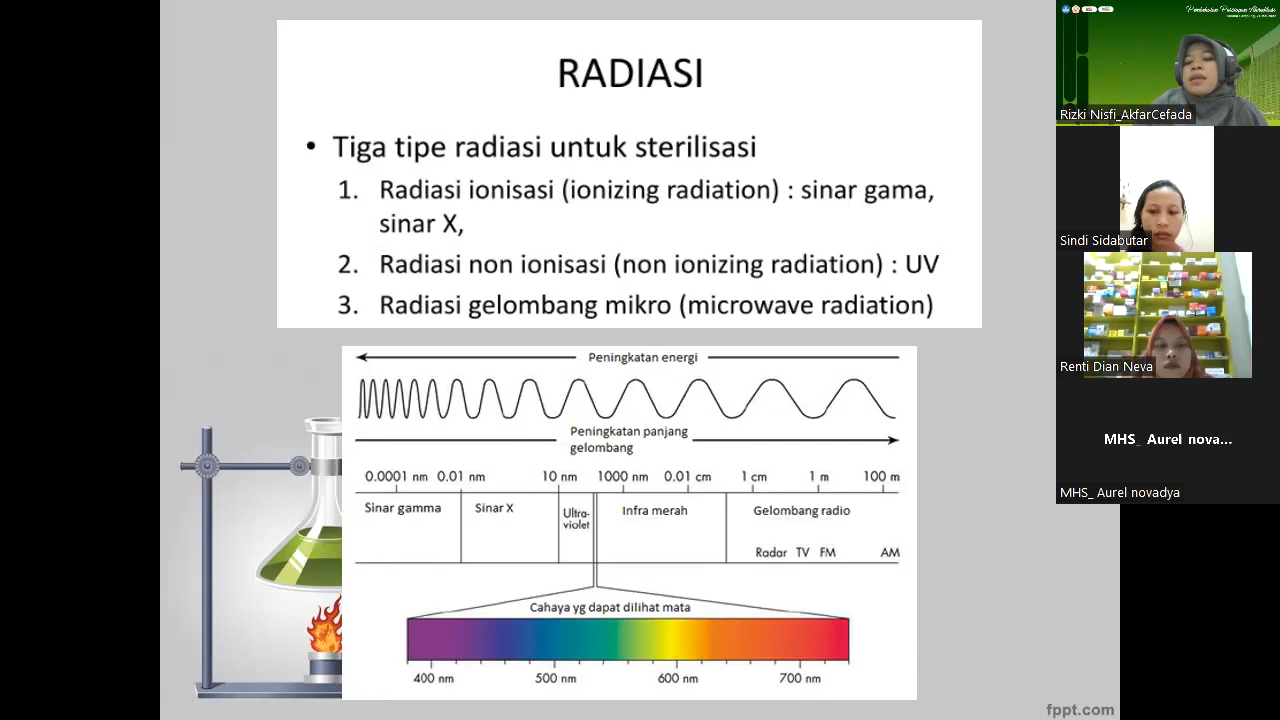 RADIASI
• Tiga tipe radiasi untuk sterilisasi
1. Radiasi ionisasi (ionizing radiation) : sinar gama,
sinar X,
2. Radiasi non ionisasi (non ionizing radiation) : UV
3. Radiasi gelombang mikro (microwave radiation)
Peningkatan energi
Peningkatan panjang
gelombang
0.0001 nm 0.01 nm 10 nm 1000 nm 0.01 cm 1 cm 1 m 100 m
Sinar gamma Sinar X Ultra- Infra merah Gelombang radio
violet
Radar TV FM AM
Cahaya yg dapat dilihat mata
400 nm 500 nm 600 nm 700 nm
fppt.com
Rizki Nisfi_AkfarCefada
Sindi Sidabutar
Renti Dian Neva
MHS_ Aurel nova...
MHS_ Aurel novadya